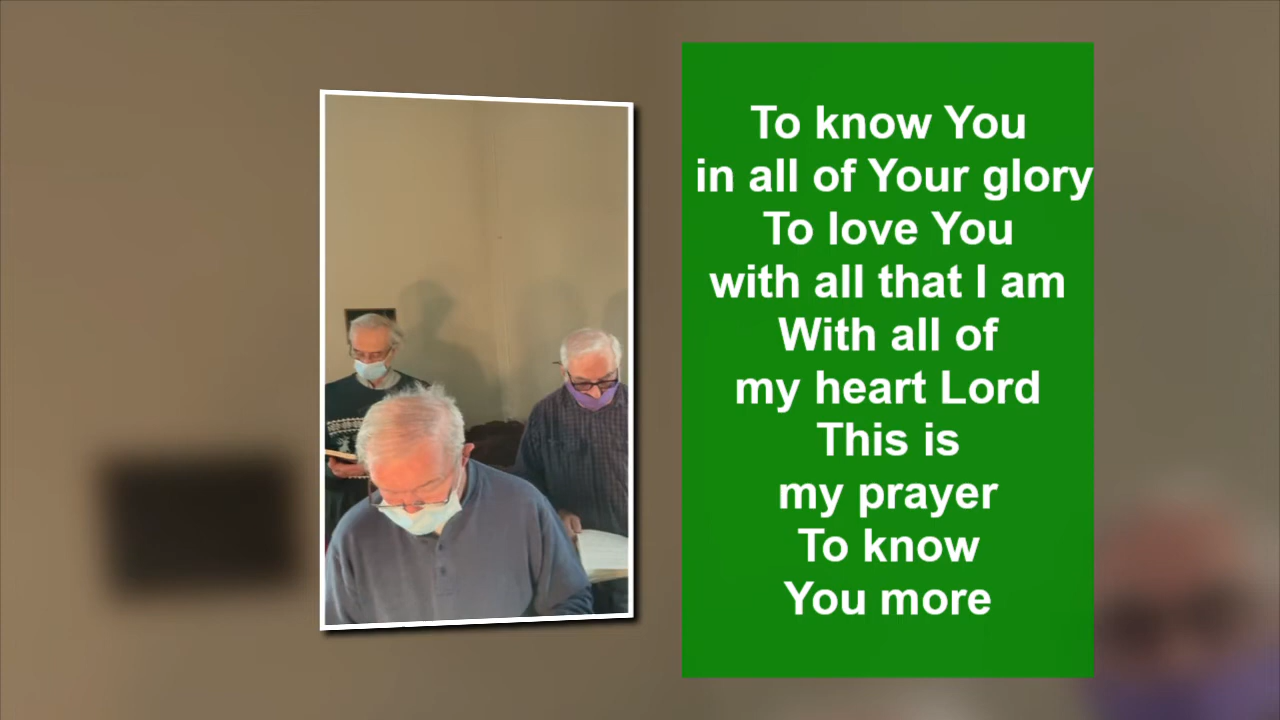 To know You
in all of Your glory
To love You
with all that I am
With all of
my heart Lord
This is
my prayer
To know
You more